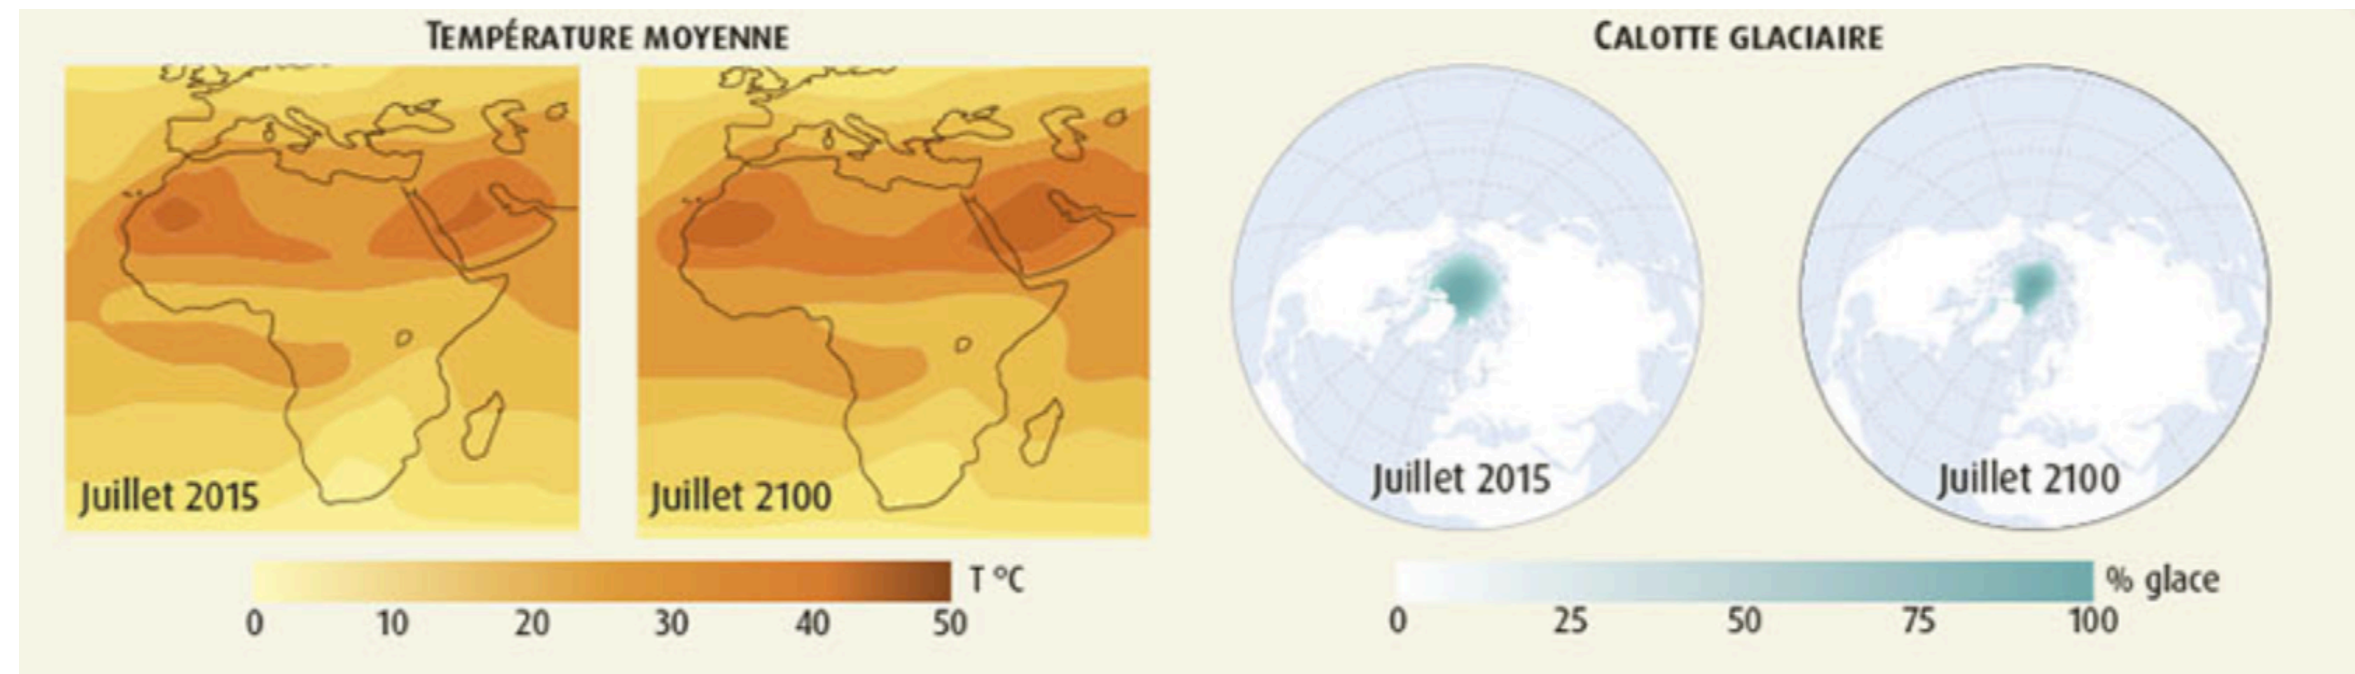 TEMPÉRATURE MOYENNE
Juillet 2015
Juillet 2100
0 10 20 30 40 50 T °C
CALOTTE GLACIAIRE
Juillet 2015
Juillet 2100
0 25 50 75 100 % glace